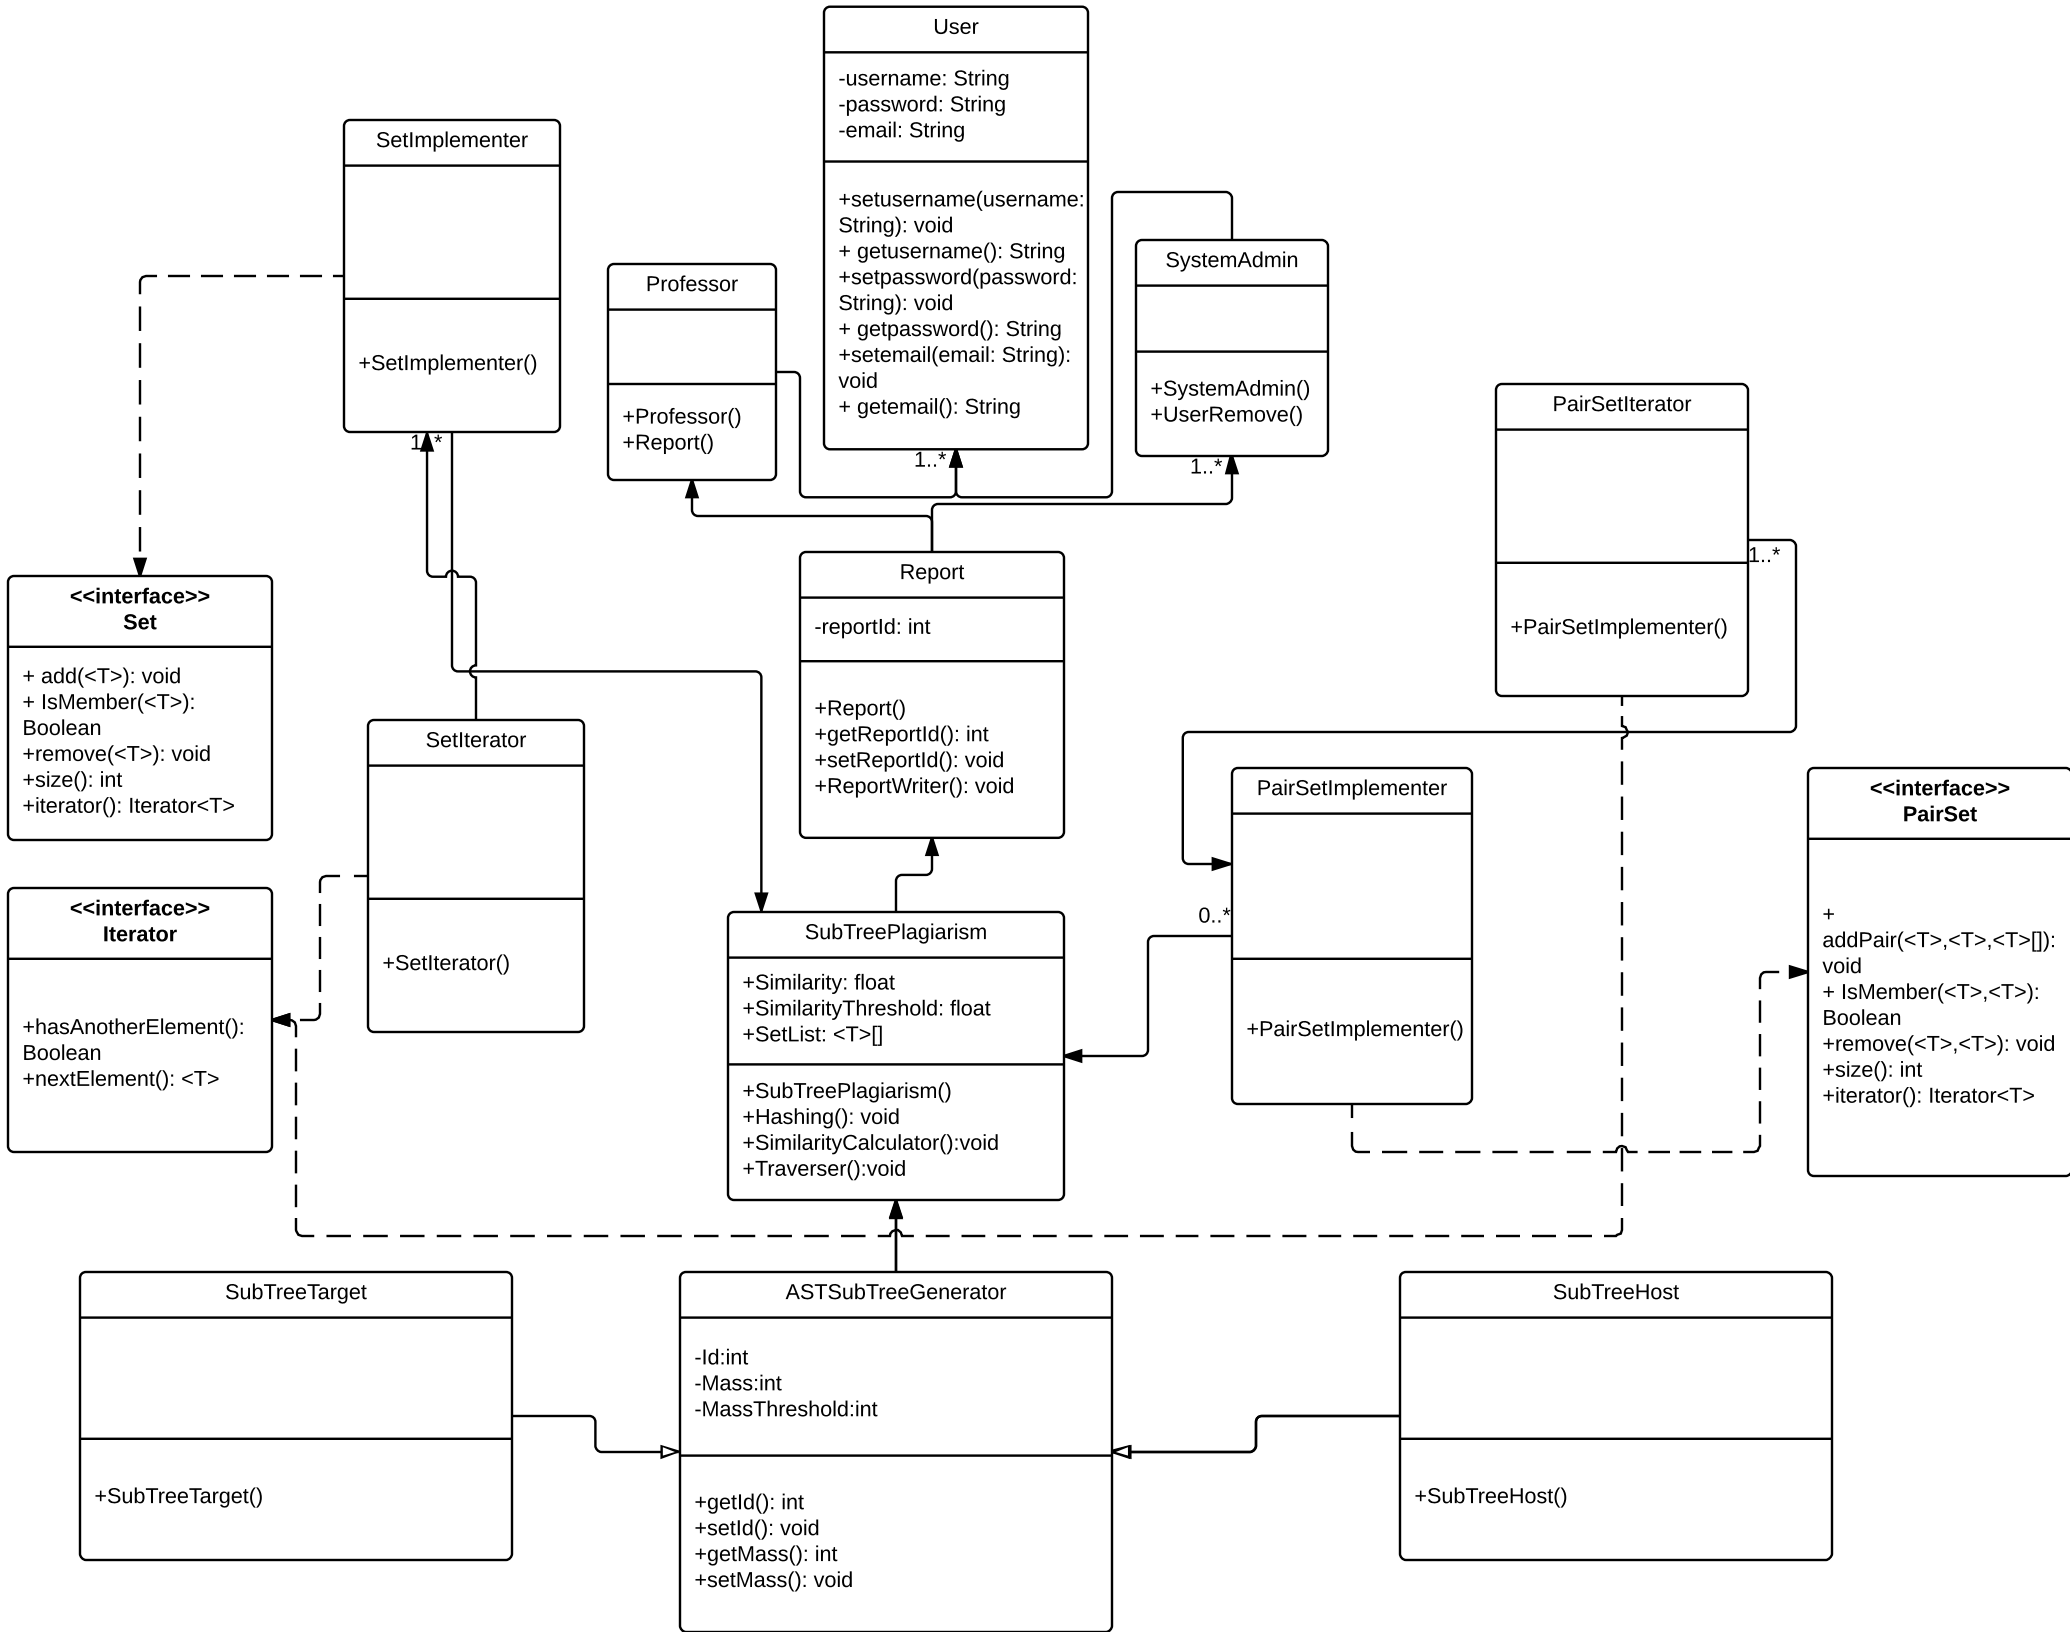 User
-username: String
-password: String
-email: String
+setusername(username:
String): void
+ getusername(): String
+setpassword(password:
String): void
+ getpassword(): String
+setemail(email: String):
void
+ getemail(): String
1..*
SetImplementer
+SetImplementer()
1..*
Professor
+Professor()
+Report()
SystemAdmin
+SystemAdmin()
+UserRemove()
1..*
PairSetIterator
+PairSetImplementer()
1..*
<<interface>>
Set
+ add(<T>): void
+ IsMember(<T>):
Boolean
+remove(<T>): void
+size(): int
+iterator(): Iterator<T>
Report
-reportId: int
+Report()
+getReportId(): int
+setReportId(): void
+ReportWriter(): void
SetIterator
+SetIterator()
PairSetImplementer
+PairSetImplementer()
0..*
<<interface>>
PairSet
+
addPair(<T>,<T>,<T>[]):
void
+ IsMember(<T>,<T>):
Boolean
+remove(<T>,<T>): void
+size(): int
+iterator(): Iterator<T>
<<interface>>
Iterator
+hasAnotherElement():
Boolean
+nextElement(): <T>
SubTreePlagiarism
+Similarity: float
+SimilarityThreshold: float
+SetList: <T>[]
+SubTreePlagiarism()
+Hashing(): void
+SimilarityCalculator():void
+Traverser():void
SubTreeTarget
+SubTreeTarget()
ASTSubTreeGenerator
-Id:int
-Mass:int
-MassThreshold:int
+getId(): int
+setId(): void
+getMass(): int
+setMass(): void
SubTreeHost
+SubTreeHost()